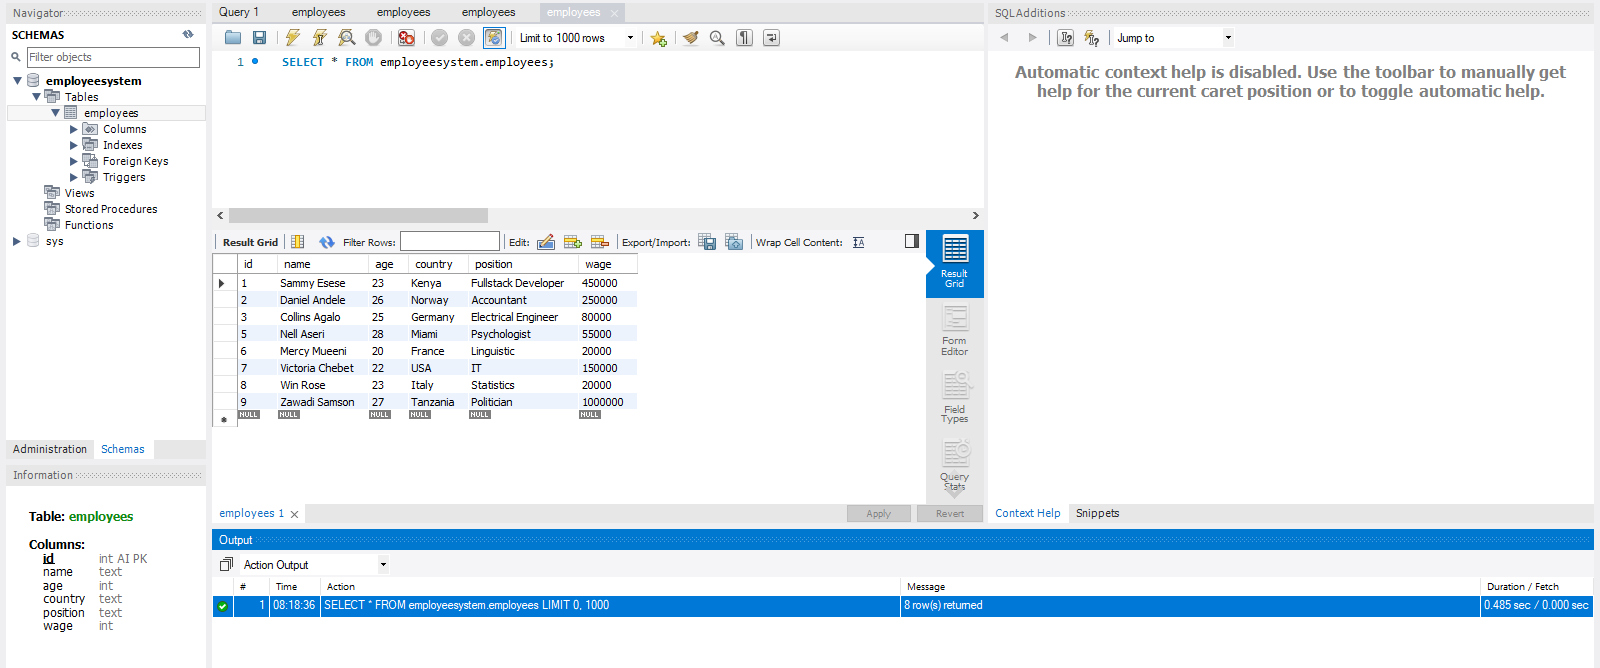 Navigator
SCHEMAS
Filter objects
employeesystem
Tables
employees
Columns
Indexes
Foreign Keys
Triggers
Views
Stored Procedures
Functions
sys
Administration Schemas
Information
Table: employees
Columns:
id int AI PK
name text
age int
country text
position text
wage int
Query 1 employees employees employees employees
Limit to 1000 rows
1 SELECT * FROM employeesystem.employees;
Result Grid Filter Rows: Edit: Export/Import: Wrap Cell Content:
id name age country position wage
1 Sammy Esese 23 Kenya Fullstack Developer 450000
2 Daniel Andele 26 Norway Accountant 250000
3 Collins Agalo 25 Germany Electrical Engineer 80000
5 Nell Aseri 28 Miami Psychologist 55000
6 Mercy Mueeni 20 France Linguistic 20000
7 Victoria Chebet 22 USA IT 150000
8 Win Rose 23 Italy Statistics 20000
9 Zawadi Samson 27 Tanzania Politician 1000000
NULL NULL NULL NULL NULL NULL
Result
Grid
Form
Editor
Field
Types
Query
Stats
employees 1 Apply Revert
SQLAdditions
Jump to
Automatic context help is disabled. Use the toolbar to manually get
help for the current caret position or to toggle automatic help.
Context Help Snippets
Output
Action Output
# Time Action Message Duration / Fetch
1 08:18:36 SELECT * FROM employeesystem.employees LIMIT 0, 1000 8 row(s) returned 0.485 sec / 0.000 sec